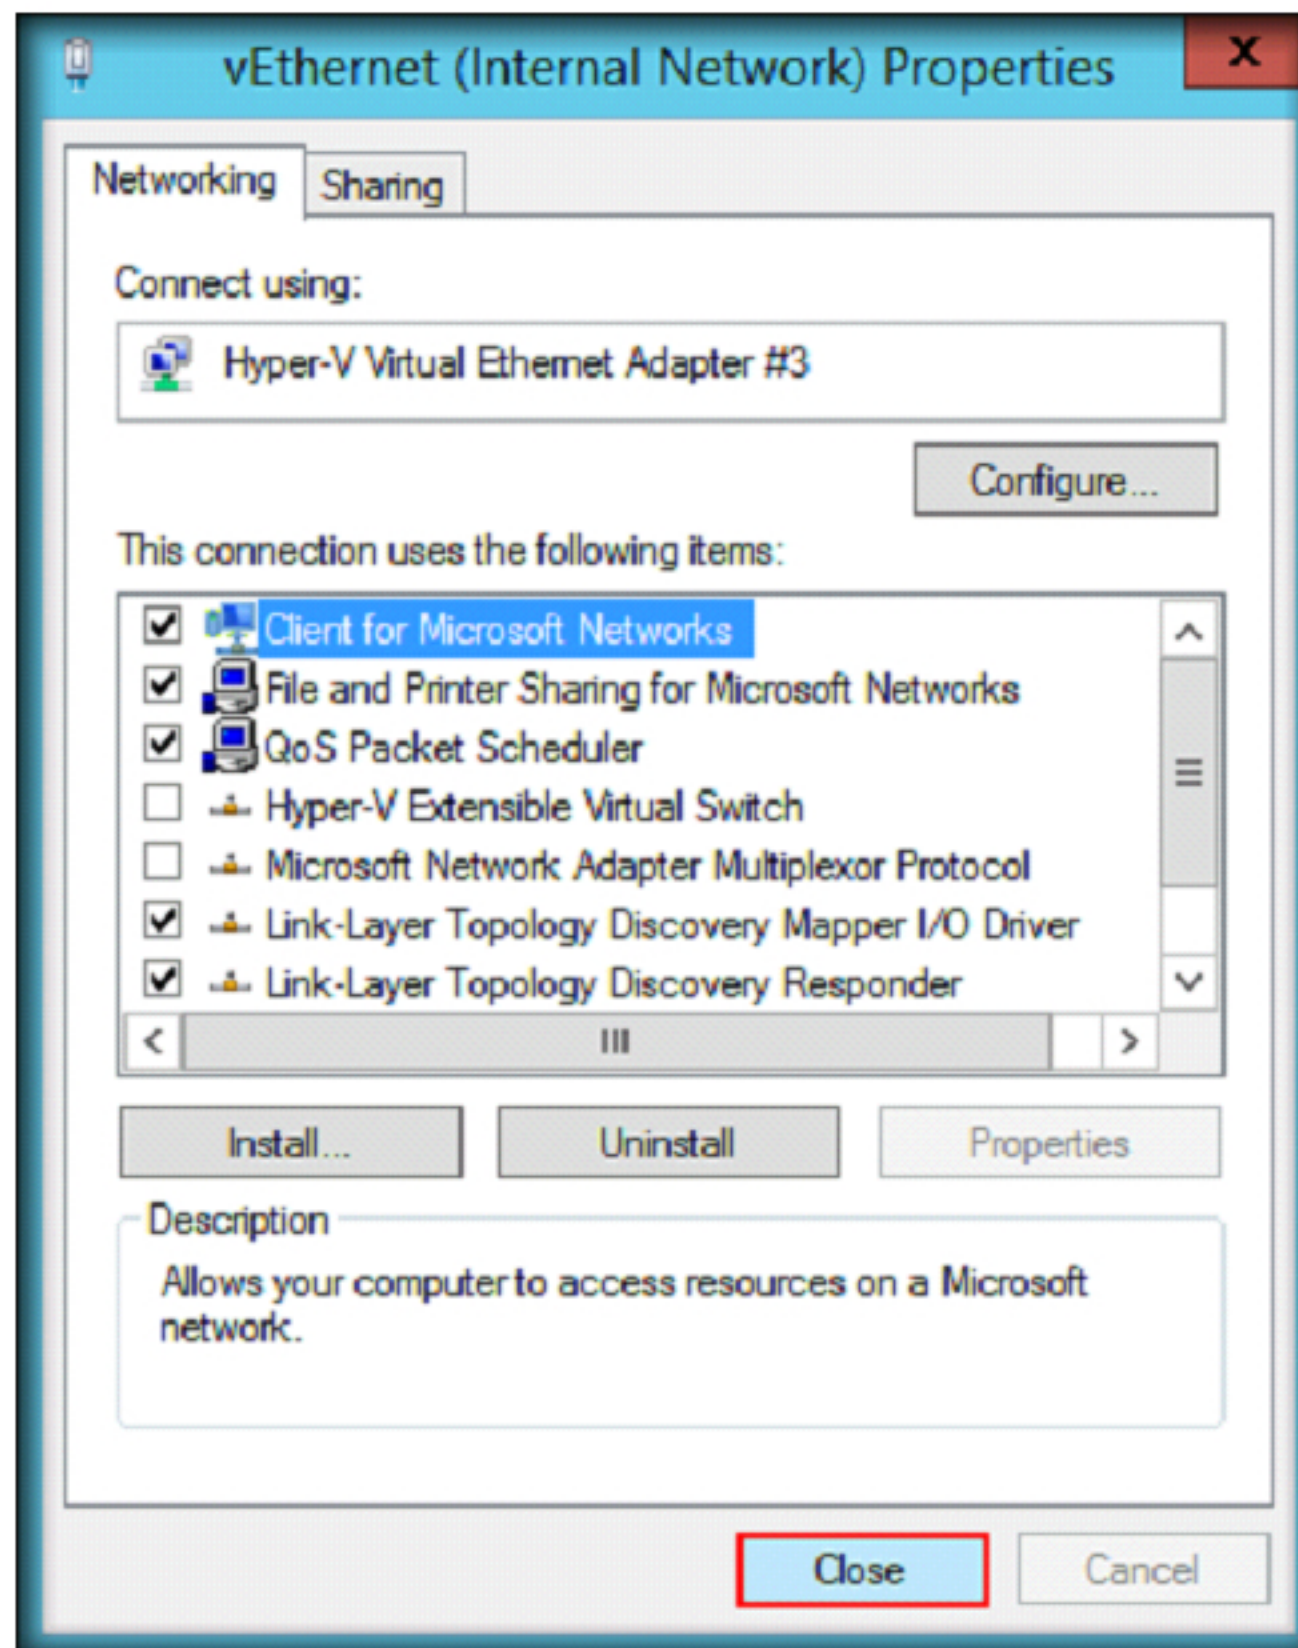 vEthernet (Internal Network) Properties
x
Networking
Sharing
Connect using:
Hyper-V Virtual Ethernet Adapter #3
Configure...
This connection uses the following items:
Client for Microsoft Networks
File and Printer Sharing for Microsoft Networks
QoS Packet Scheduler
Hyper-V Extensible Virtual Switch
Microsoft Network Adapter Multiplexor Protocol
Link-Layer Topology Discovery Mapper I/O Driver
Link-Layer Topology Discovery Responder
Install...
Uninstall
Properties
Description
Allows your computer to access resources on a Microsoft
network.
Close
Cancel